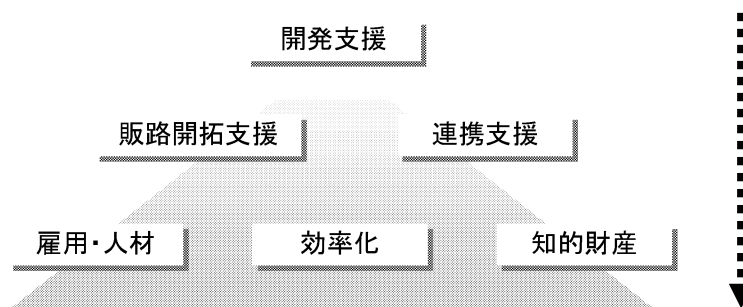 開発支援
販路開拓支援
連携支援
雇用・人材
効率化
知的財産